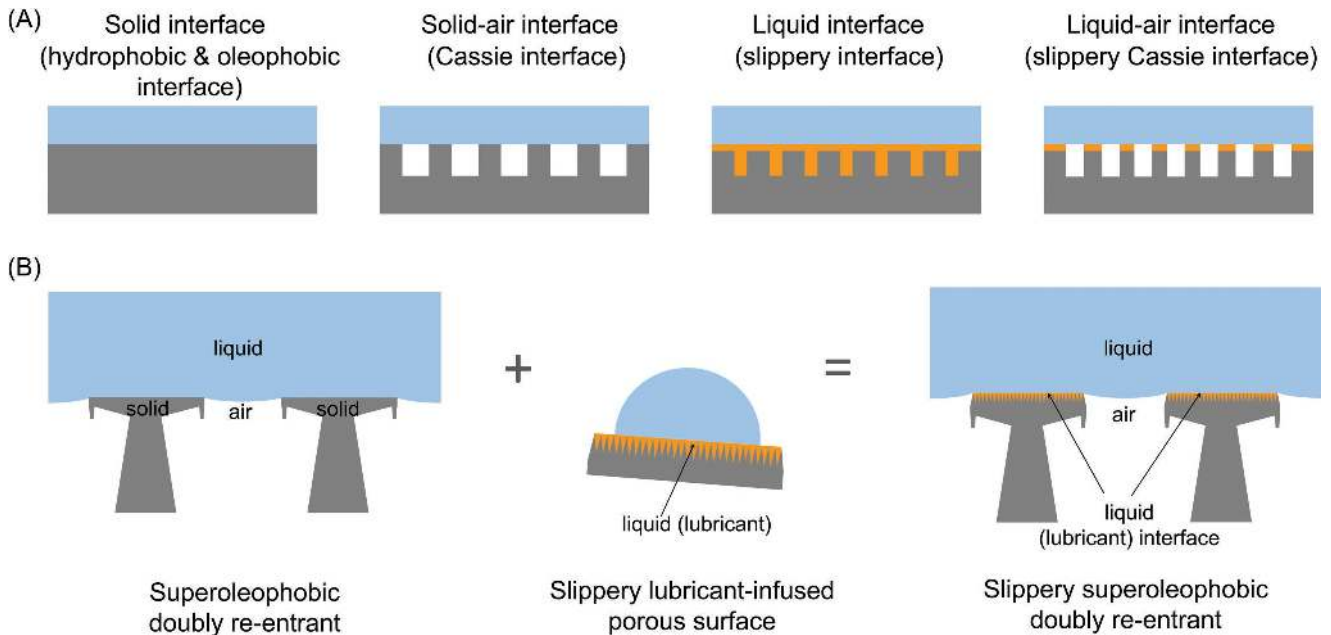 (A)
Solid interface
(hydrophobic & oleophobic
interface)
Solid-air interface
(Cassie interface)
Liquid interface
(slippery interface)
Liquid-air interface
(slippery Cassie interface)
(B)
liquid
solid
air
solid
+
liquid (lubricant)
=
liquid
air
liquid
(lubricant) interface
Superoleophobic
doubly re-entrant
Slippery lubricant-infused
porous surface
Slippery superoleophobic
doubly re-entrant